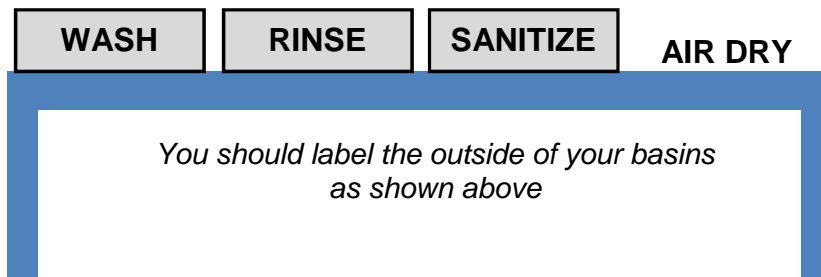 WASH RINSE SANITIZE AIR DRY
You should label the outside of your basins
as shown above